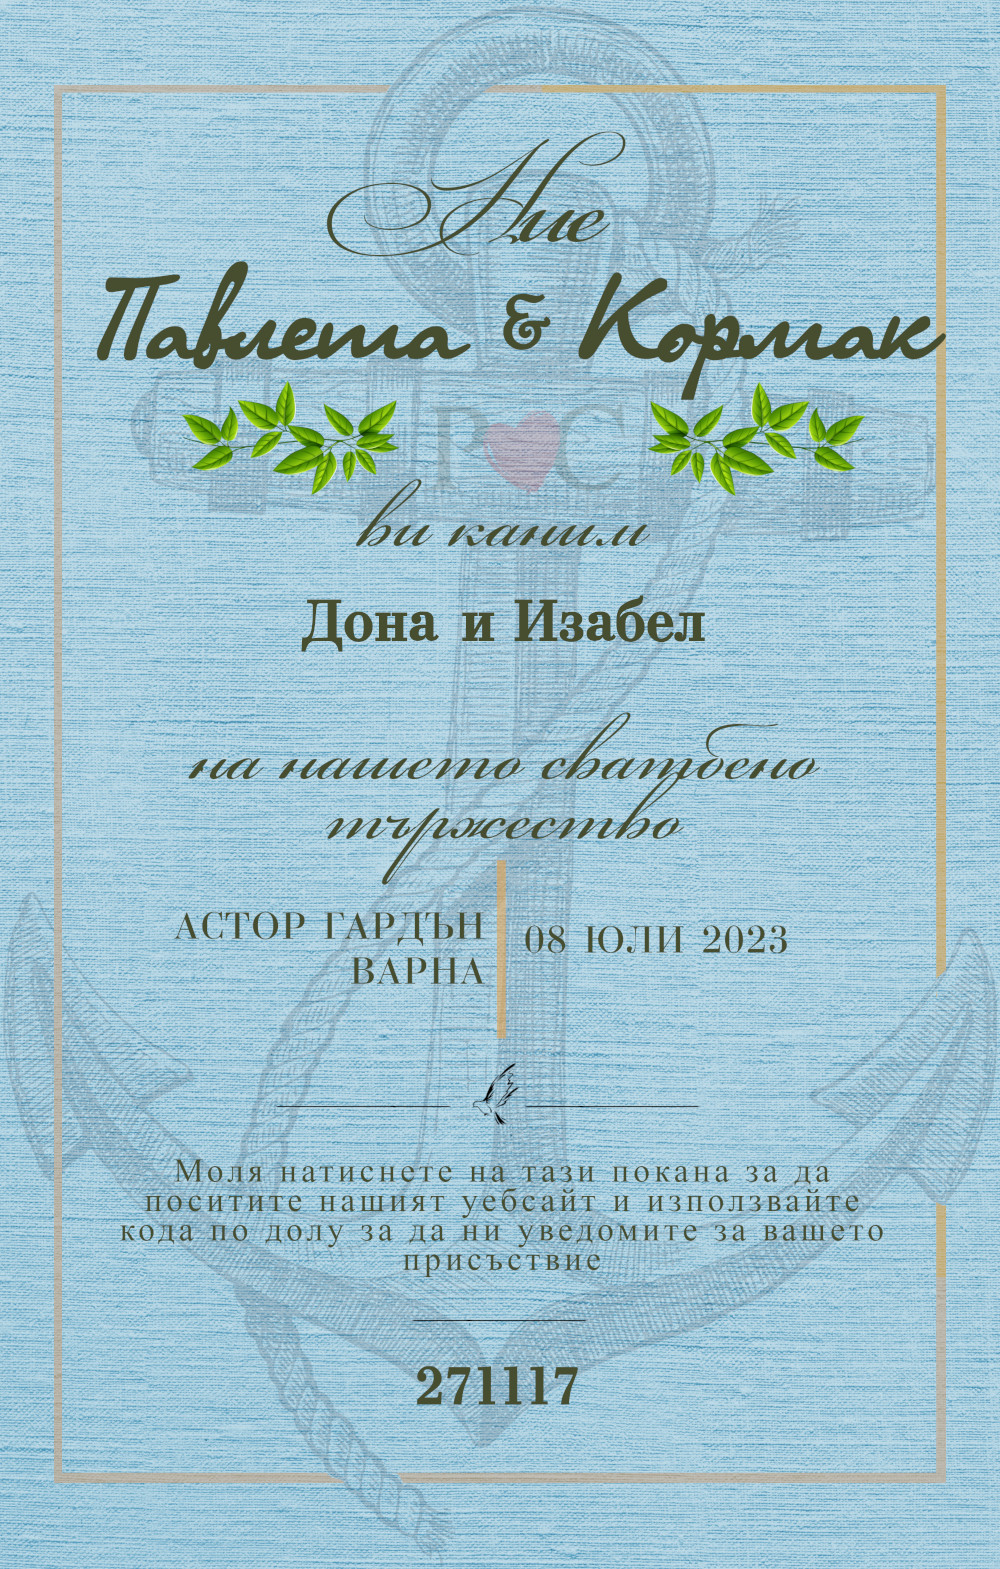 Ние
Павлета & Кормак
P C
ви каним
Дона и Изабел
на нашето сватбено
тържество
АСТОР ГАРДЪН
ВАРНА
08 ЮЛИ 2023
Моля натиснете на тази покана за да
поситите нашият уебсайт и използвайте
кода по долу за да ни уведомите за вашето
присъствие
271117